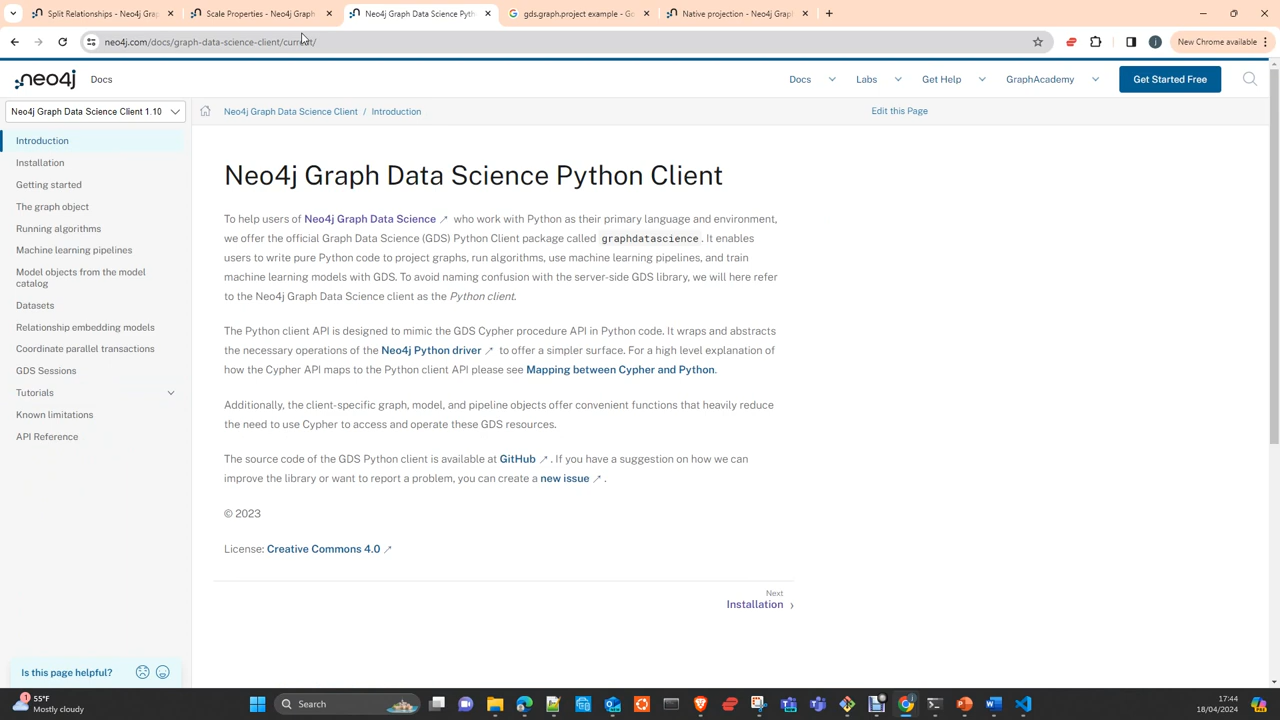 Split Relationships - Neo4j Gra
Scale Properties - Neo4j Graph
Neo4j Graph Data Science Pyth
gds.graph.project example - Go
Native projection - Neo4j Grap
neo4j.com/docs/graph-data-science-client/current/
New Chrome available
neo4j Docs
Docs Labs Get Help GraphAcademy Get Started Free
Neo4j Graph Data Science Client 1.10
Neo4j Graph Data Science Client / Introduction
Edit this Page
Introduction
Installation
Getting started
The graph object
Running algorithms
Machine learning pipelines
Model objects from the model
catalog
Datasets
Relationship embedding models
Coordinate parallel transactions
GDS Sessions
Tutorials
Known limitations
API Reference
Neo4j Graph Data Science Python Client
To help users of Neo4j Graph Data Science ↗ who work with Python as their primary language and environment,
we offer the official Graph Data Science (GDS) Python Client package called graphdatascience. It enables
users to write pure Python code to project graphs, run algorithms, use machine learning pipelines, and train
machine learning models with GDS. To avoid naming confusion with the server-side GDS library, we will here refer
to the Neo4j Graph Data Science client as the Python client.
The Python client API is designed to mimic the GDS Cypher procedure API in Python code. It wraps and abstracts
the necessary operations of the Neo4j Python driver ↗ to offer a simpler surface. For a high level explanation of
how the Cypher API maps to the Python client API please see Mapping between Cypher and Python.
Additionally, the client-specific graph, model, and pipeline objects offer convenient functions that heavily reduce
the need to use Cypher to access and operate these GDS resources.
The source code of the GDS Python client is available at GitHub ↗. If you have a suggestion on how we can
improve the library or want to report a problem, you can create a new issue ↗.
© 2023
License: Creative Commons 4.0 ↗
Next
Installation ›
Is this page helpful?
55°F
Mostly cloudy
Search
17:44
18/04/2024